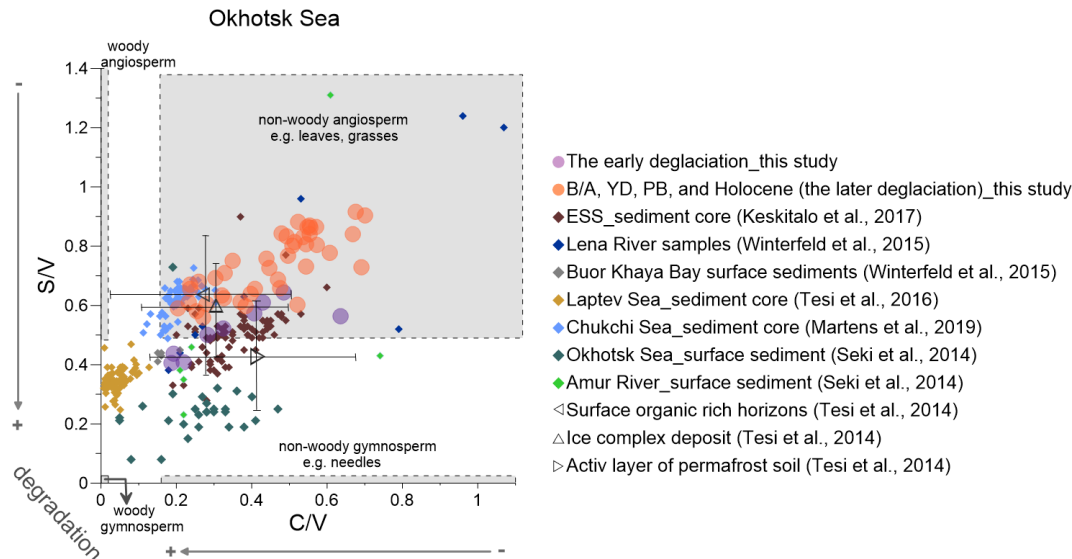 Okhotsk Sea
woody
angiosperm
-
1.4
non-woody angiosperm
e.g. leaves, grasses
1.2
1
0.8
S/V
0.6
0.4
0.2
0
+
degradation
non-woody gymnosperm
e.g. needles
0
0.2
0.4
0.6
0.8
1
woody
gymnosperm
C/V
+
-
The early deglaciation_this study
B/A, YD, PB, and Holocene (the later deglaciation)_this study
ESS_sediment core (Keskitalo et al., 2017)
Lena River samples (Winterfeld et al., 2015)
Buor Khaya Bay surface sediments (Winterfeld et al., 2015)
Laptev Sea_sediment core (Tesi et al., 2016)
Chukchi Sea_sediment core (Martens et al., 2019)
Okhotsk Sea_surface sediment (Seki et al., 2014)
Amur River_surface sediment (Seki et al., 2014)
Surface organic rich horizons (Tesi et al., 2014)
Ice complex deposit (Tesi et al., 2014)
Activ layer of permafrost soil (Tesi et al., 2014)